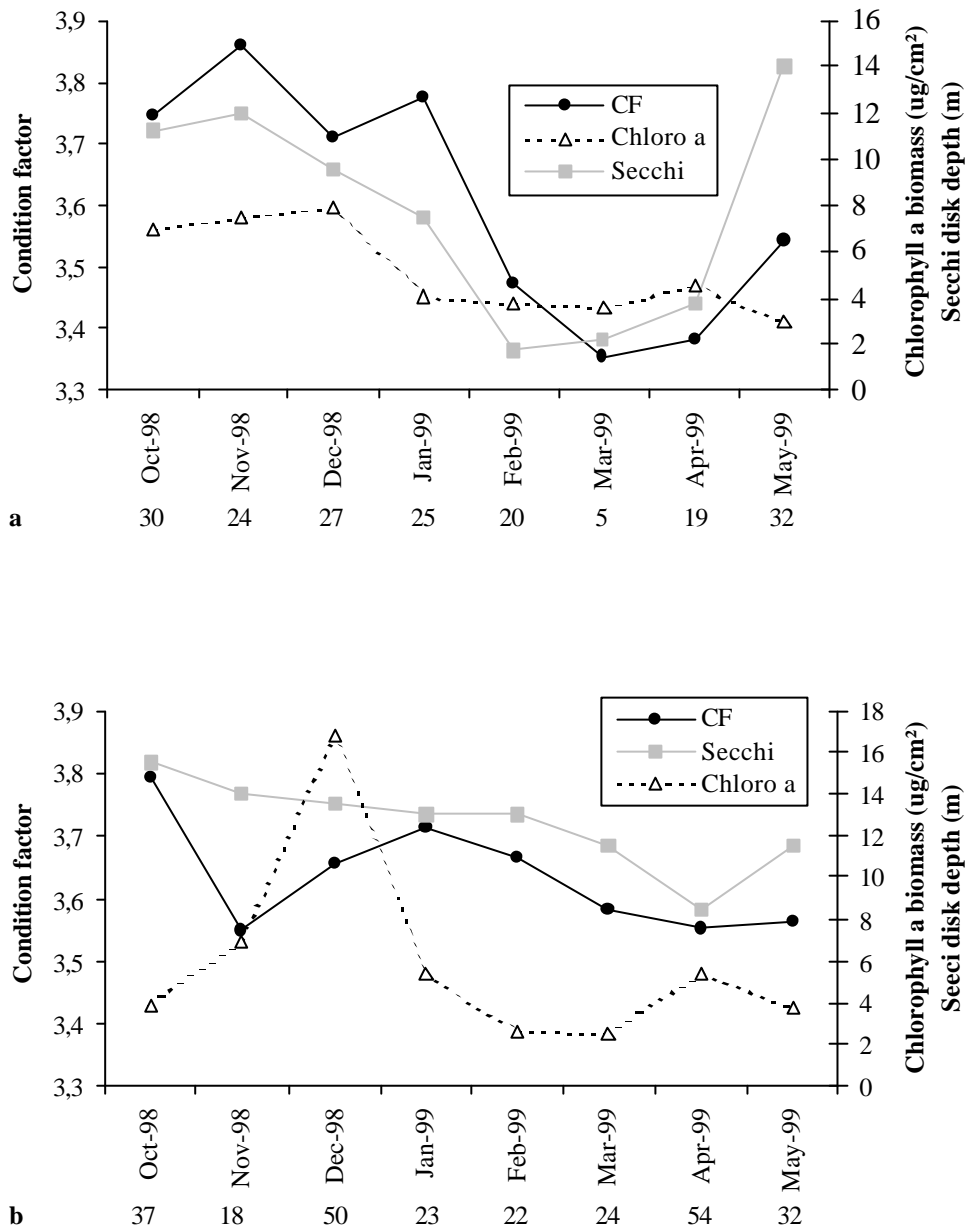 3,9
3,8
3,7
3,6
3,5
3,4
3,3
Condition factor
16
14
12
10
8
6
4
2
0
Chlorophyll a biomass (ug/cm²)
Secchi disk depth (m)
CF
Chloro a
Secchi
Oct-98
Nov-98
Dec-98
Jan-99
Feb-99
Mar-99
Apr-99
May-99
a 30 24 27 25 20 5 19 32
3,9
3,8
3,7
3,6
3,5
3,4
3,3
Condition factor
18
16
14
12
10
8
6
4
2
0
Chlorophyll a biomass (ug/cm²)
Seeci disk depth (m)
CF
Secchi
Chloro a
Oct-98
Nov-98
Dec-98
Jan-99
Feb-99
Mar-99
Apr-99
May-99
b 37 18 50 23 22 24 54 32